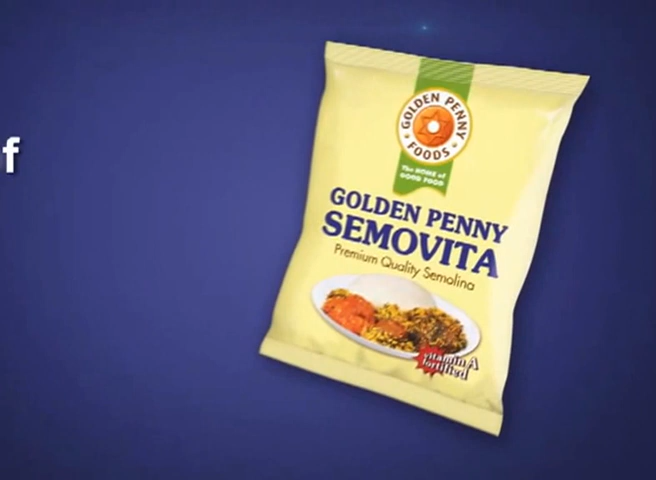 f
GOLDEN PENNY
FOODS
The HOME of
GOOD FOOD
GOLDEN PENNY
SEMOVITA
Premium Quality Semolina
vitamin A
fortified